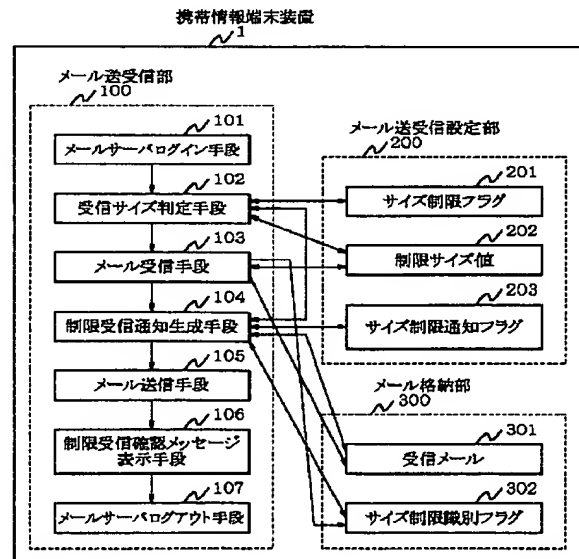 携帯情報端末装置
1
メール送受信部
100
101
メールサーバログイン手段
102
受信サイズ判定手段
103
メール受信手段
104
制限受信通知生成手段
105
メール送信手段
106
制限受信確認メッセージ
表示手段
107
メールサーバログアウト手段
メール送受信設定部
200
201
サイズ制限フラグ
202
制限サイズ値
203
サイズ制限通知フラグ
メール格納部
300
301
受信メール
302
サイズ制限識別フラグ